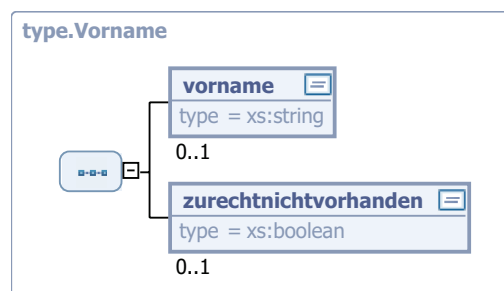 type.Vorname
vorname
type = xs:string
0..1
zurechtnichtvorhanden
type = xs:boolean
0..1